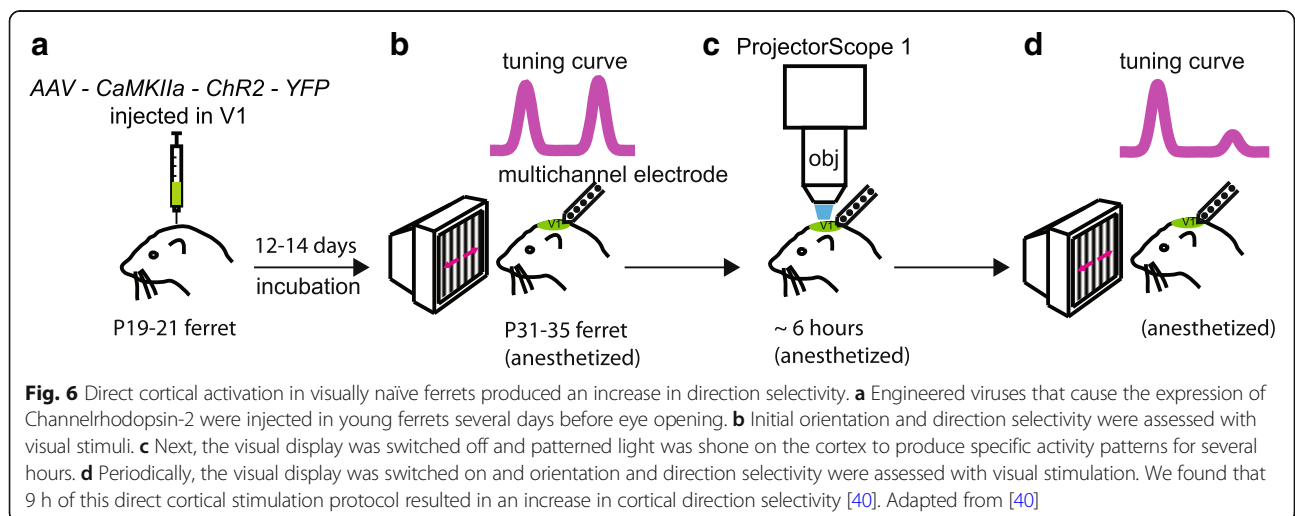 a
AAV - CaMKIIa - ChR2 - YFP
injected in V1
12-14 days
incubation
P19-21 ferret
b
tuning curve
multichannel electrode
V1
P31-35 ferret
(anesthetized)
c
ProjectorScope 1
obj
V1
~ 6 hours
(anesthetized)
d
tuning curve
V1
(anesthetized)
Fig. 6 Direct cortical activation in visually naïve ferrets produced an increase in direction selectivity. a Engineered viruses that cause the expression of
Channelrhodopsin-2 were injected in young ferrets several days before eye opening. b Initial orientation and direction selectivity were assessed with
visual stimuli. c Next, the visual display was switched off and patterned light was shone on the cortex to produce specific activity patterns for several
hours. d Periodically, the visual display was switched on and orientation and direction selectivity were assessed with visual stimulation. We found that
9 h of this direct cortical stimulation protocol resulted in an increase in cortical direction selectivity [40]. Adapted from [40]